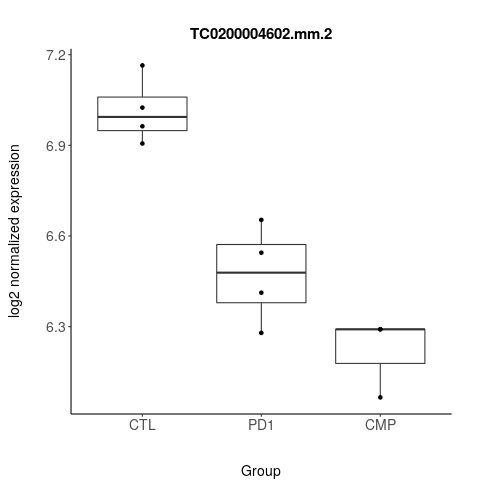 TC0200004602.mm.2
7.2
6.9
6.6
6.3
log2 normalized expression
CTL PD1 CMP
Group